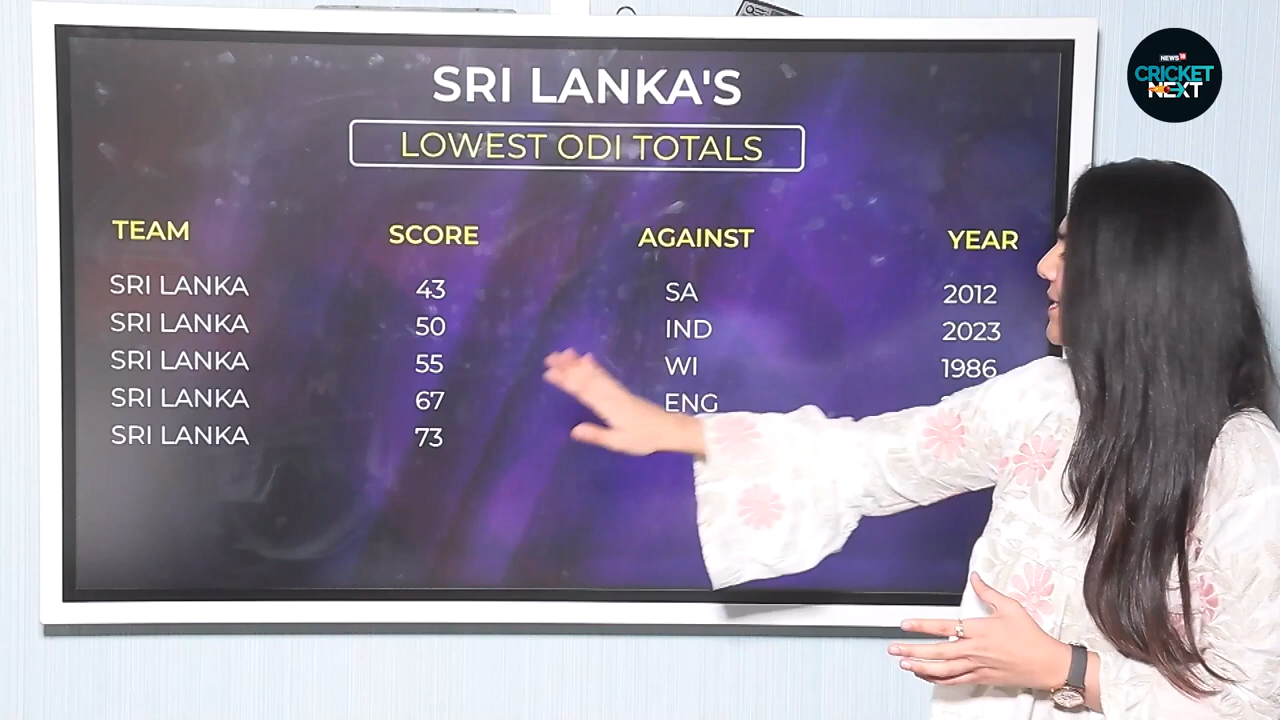 SRI LANKA'S
LOWEST ODI TOTALS
TEAM SCORE AGAINST YEAR
SRI LANKA 43 SA 2012
SRI LANKA 50 IND 2023
SRI LANKA 55 WI 1986
SRI LANKA 67 ENG
SRI LANKA 73
NEWS18
CRICKET
NEXT